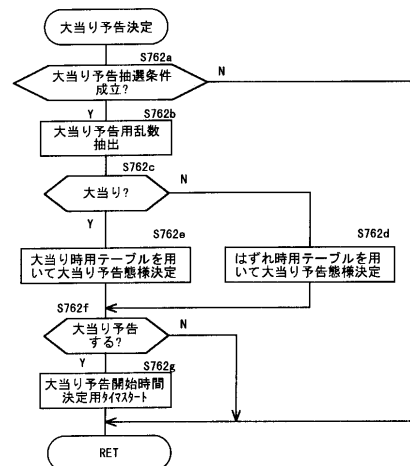 大当り予告決定
S762a
大当り予告抽選条件
成立?
N
Y
S762b
大当り予告用乱数
抽出
S762c
大当り?
N
Y
S762e
S762d
大当り時用テーブルを用
いて大当り予告態様決定
はずれ時用テーブルを用
いて大当り予告態様決定
S762f
大当り予告
する?
N
Y
S762g
大当り予告開始時間
決定用タイマスタート
RET